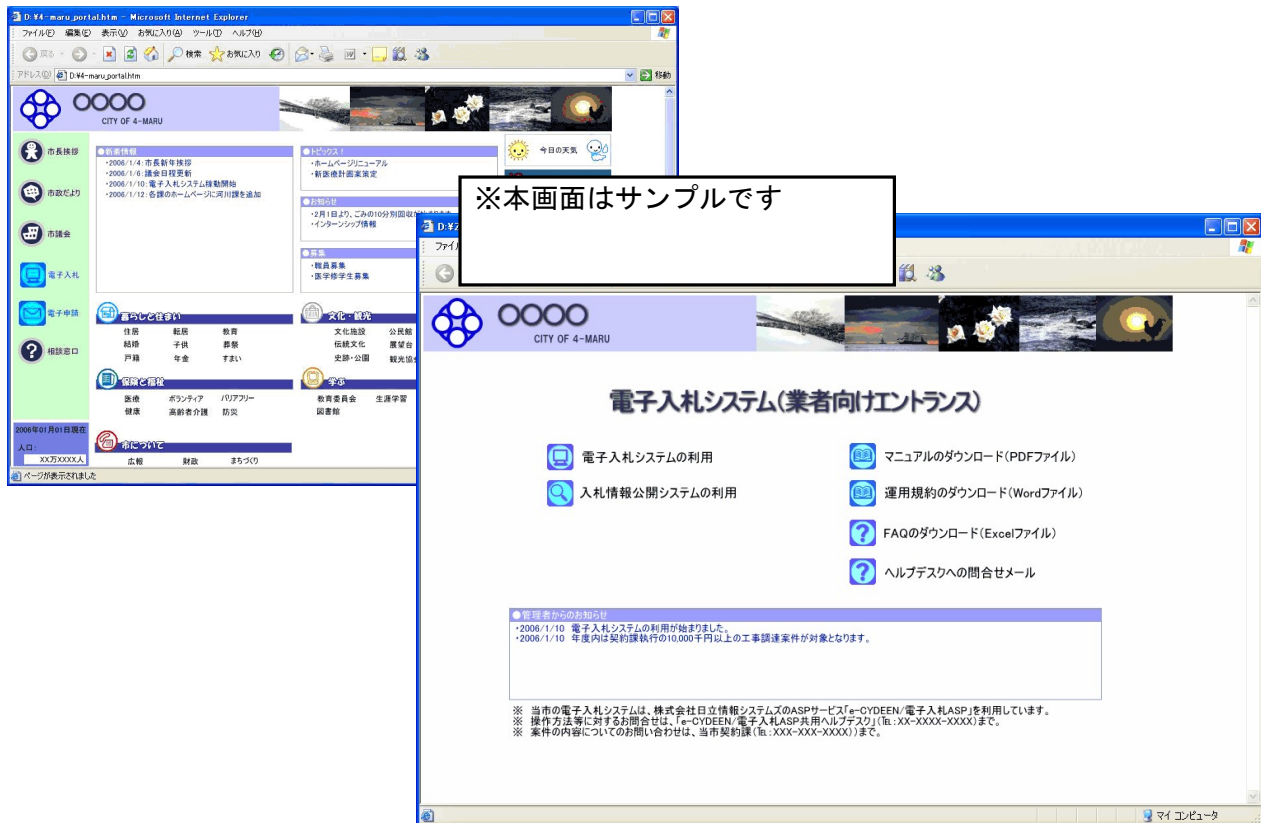 D:¥4-maru_portal.htm - Microsoft Internet Explorer
ファイル(F) 編集(E) 表示(V) お気に入り(A) ツール(T) ヘルプ(H)
戻る 検索 お気に入り
アドレス(D) D:¥4-maru_portal.htm 移動
○○○○
CITY OF 4-MARU
市長挨拶
市政だより
市議会
電子入札
電子申請
相談窓口
2006年01月01日現在
人口:
XX万XXXX人
●新着情報
・2006/1/4:市長新年挨拶
・2006/1/6:議会日程更新
・2006/1/10:電子入札システム稼動開始
・2006/1/12:各課のホームページに河川課を追加
●トピックス!
・ホームページリニューアル
・新医療計画案策定
●お知らせ
・2月1日より、ごみの10分別回収が
・インターンシップ情報
●募集
・職員募集
・医学修学生募集
今日の天気
暮らしと住まい
住居 転居 教育
結婚 子供 葬祭
戸籍 年金 すまい
文化・観光
文化施設 公民館
伝統文化 展望台
史跡・公園 観光協会
保険と福祉
医療 ボランティア バリアフリー
健康 高齢者介護 防災
学ぶ
教育委員会 生涯学習
図書館
市について
広報 財政 まちづくり
ページが表示されました
※本画面はサンプルです
○○○○
CITY OF 4-MARU
電子入札システム(業者向けエントランス)
電子入札システムの利用
入札情報公開システムの利用
マニュアルのダウンロード(PDFファイル)
運用規約のダウンロード(Wordファイル)
FAQのダウンロード(Excelファイル)
ヘルプデスクへの問合せメール
●管理者からのお知らせ
・2006/1/10 電子入札システムの利用が始まりました。
・2006/1/10 年度内は契約課執行の10,000千円以上の工事調達案件が対象となります。
※ 当市の電子入札システムは、株式会社日立情報システムズのASPサービス「e-CYDEEN/電子入札ASP」を利用しています。
※ 操作方法等に対するお問合せは、「e-CYDEEN/電子入札ASP共用ヘルプデスク」(℡:XX-XXXX-XXXX)まで。
※ 案件の内容についてのお問い合わせは、当市契約課(℡:XXX-XXX-XXXX))まで。
マイ コンピュータ